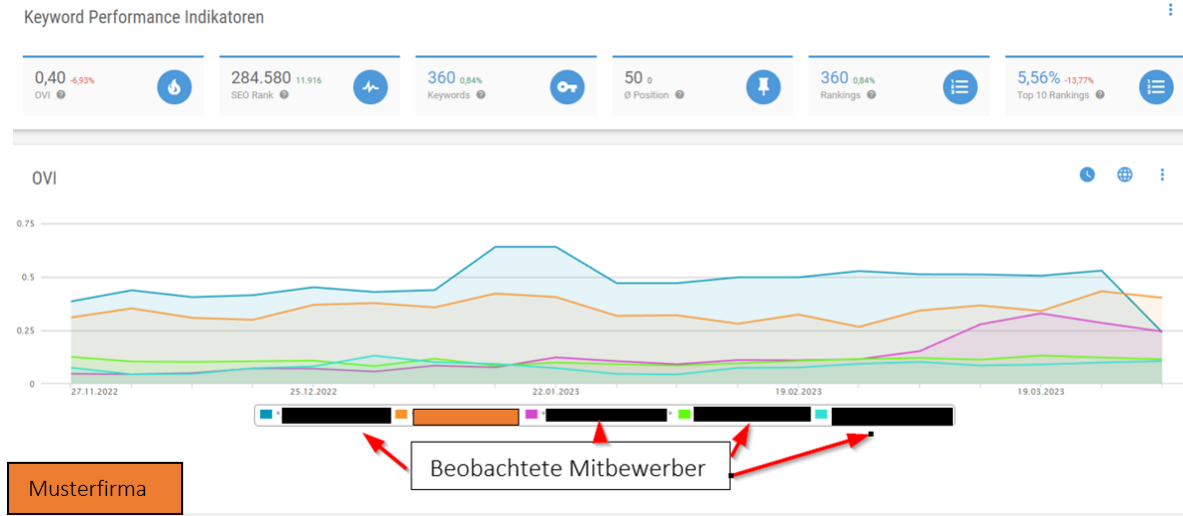 Keyword Performance Indikatoren
0,40 -6,93%
OVI
284.580 11.916
SEO Rank
360 0,84%
Keywords
50 0
Ø Position
360 0,84%
Rankings
5,56% -13,77%
Top 10 Rankings
OVI
0.75
0.5
0.25
0
27.11.2022 25.12.2022 22.01.2023 19.02.2023 19.03.2023
Beobachtete Mitbewerber
Musterfirma